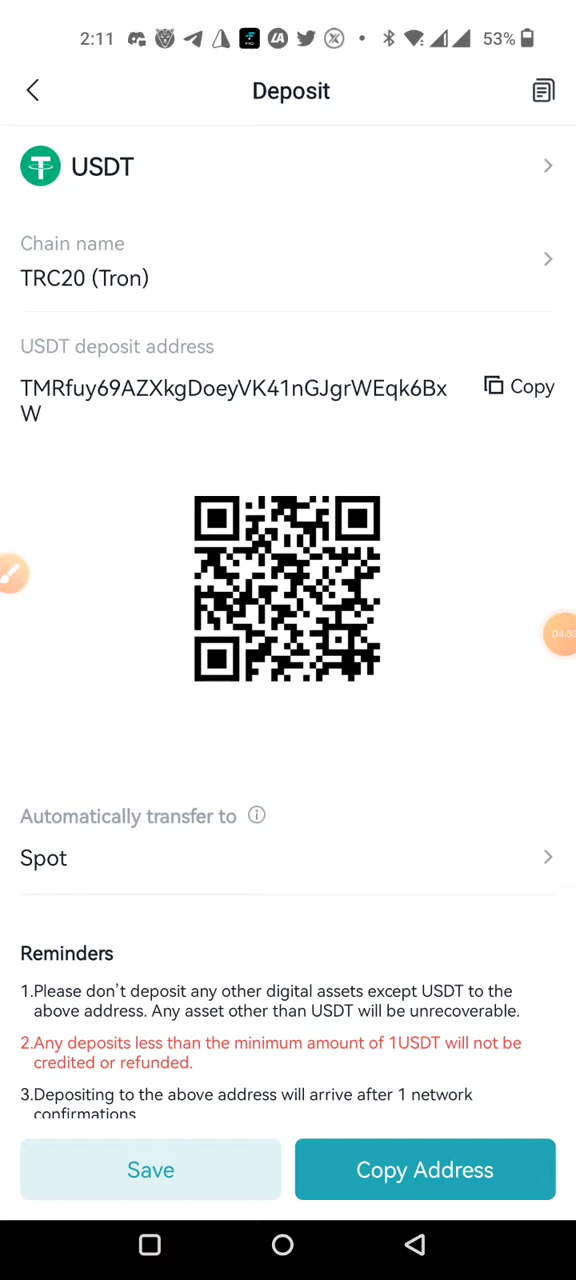 2:11
53%
Deposit
USDT
Chain name
TRC20 (Tron)
USDT deposit address
TMRfuy69AZXkgDoeyVK41nGJgrWEqk6Bx
W
Copy
04:53
Automatically transfer to
Spot
Reminders
1.Please don't deposit any other digital assets except USDT to the
above address. Any asset other than USDT will be unrecoverable.
2.Any deposits less than the minimum amount of 1USDT will not be
credited or refunded.
3.Depositing to the above address will arrive after 1 network
confirmations
Save
Copy Address